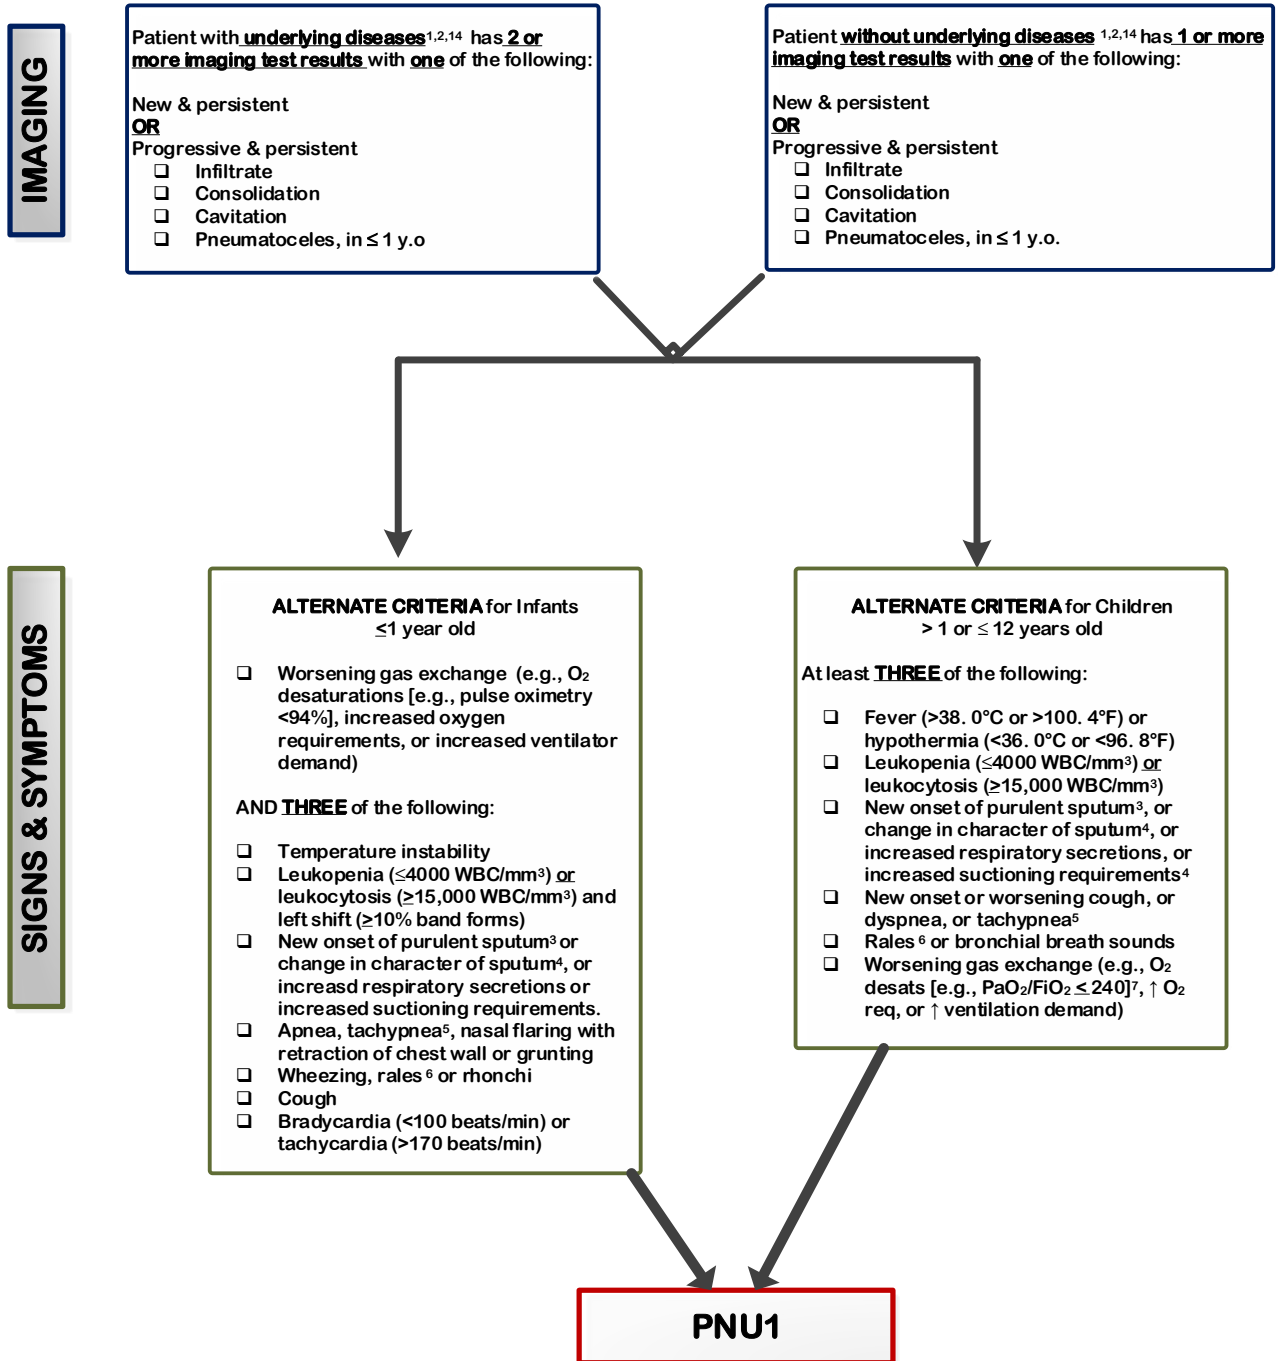 IMAGING
Patient with underlying diseases1,2,14 has 2 or
more imaging test results with one of the following:
New & persistent
OR
Progressive & persistent
❑ Infiltrate
❑ Consolidation
❑ Cavitation
❑ Pneumatoceles, in ≤ 1 y.o
Patient without underlying diseases 1,2,14 has 1 or more
imaging test results with one of the following:
New & persistent
OR
Progressive & persistent
❑ Infiltrate
❑ Consolidation
❑ Cavitation
❑ Pneumatoceles, in ≤ 1 y.o.
SIGNS & SYMPTOMS
ALTERNATE CRITERIA for Infants
≤1 year old
❑ Worsening gas exchange (e.g., O2
desaturations [e.g., pulse oximetry
<94%], increased oxygen
requirements, or increased ventilator
demand)
AND THREE of the following:
❑ Temperature instability
❑ Leukopenia (≤4000 WBC/mm3) or
leukocytosis (≥15,000 WBC/mm3) and
left shift (≥10% band forms)
❑ New onset of purulent sputum3 or
change in character of sputum4, or
increasd respiratory secretions or
increased suctioning requirements.
❑ Apnea, tachypnea5, nasal flaring with
retraction of chest wall or grunting
❑ Wheezing, rales 6 or rhonchi
❑ Cough
❑ Bradycardia (<100 beats/min) or
tachycardia (>170 beats/min)
ALTERNATE CRITERIA for Children
> 1 or ≤ 12 years old
At least THREE of the following:
❑ Fever (>38. 0°C or >100. 4°F) or
hypothermia (<36. 0°C or <96. 8°F)
❑ Leukopenia (≤4000 WBC/mm3) or
leukocytosis (≥15,000 WBC/mm3)
❑ New onset of purulent sputum3, or
change in character of sputum4, or
increased respiratory secretions, or
increased suctioning requirements4
❑ New onset or worsening cough, or
dyspnea, or tachypnea5
❑ Rales 6 or bronchial breath sounds
❑ Worsening gas exchange (e.g., O2
desats [e.g., PaO2/FiO2 ≤ 240]7, ↑ O2
req, or ↑ ventilation demand)
PNU1